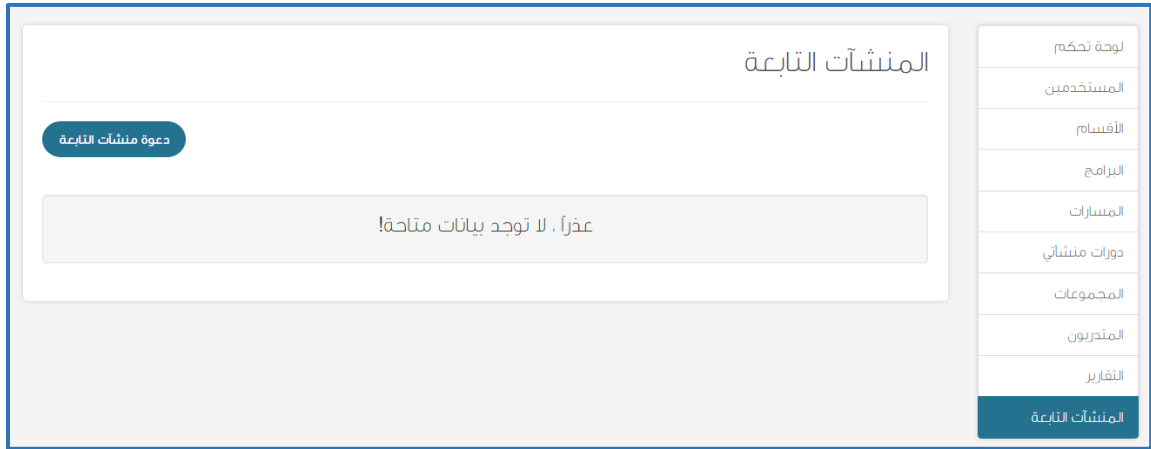 لوحة تحكم
المستخدمين
الأقسام
البرامج
المسارات
دورات منشأتي
المجموعات
المتدربون
التقارير
المنشآت التابعة
المنشآت التابعة
دعوة منشآت التابعة
عذراً ، لا توجد بيانات متاحة!